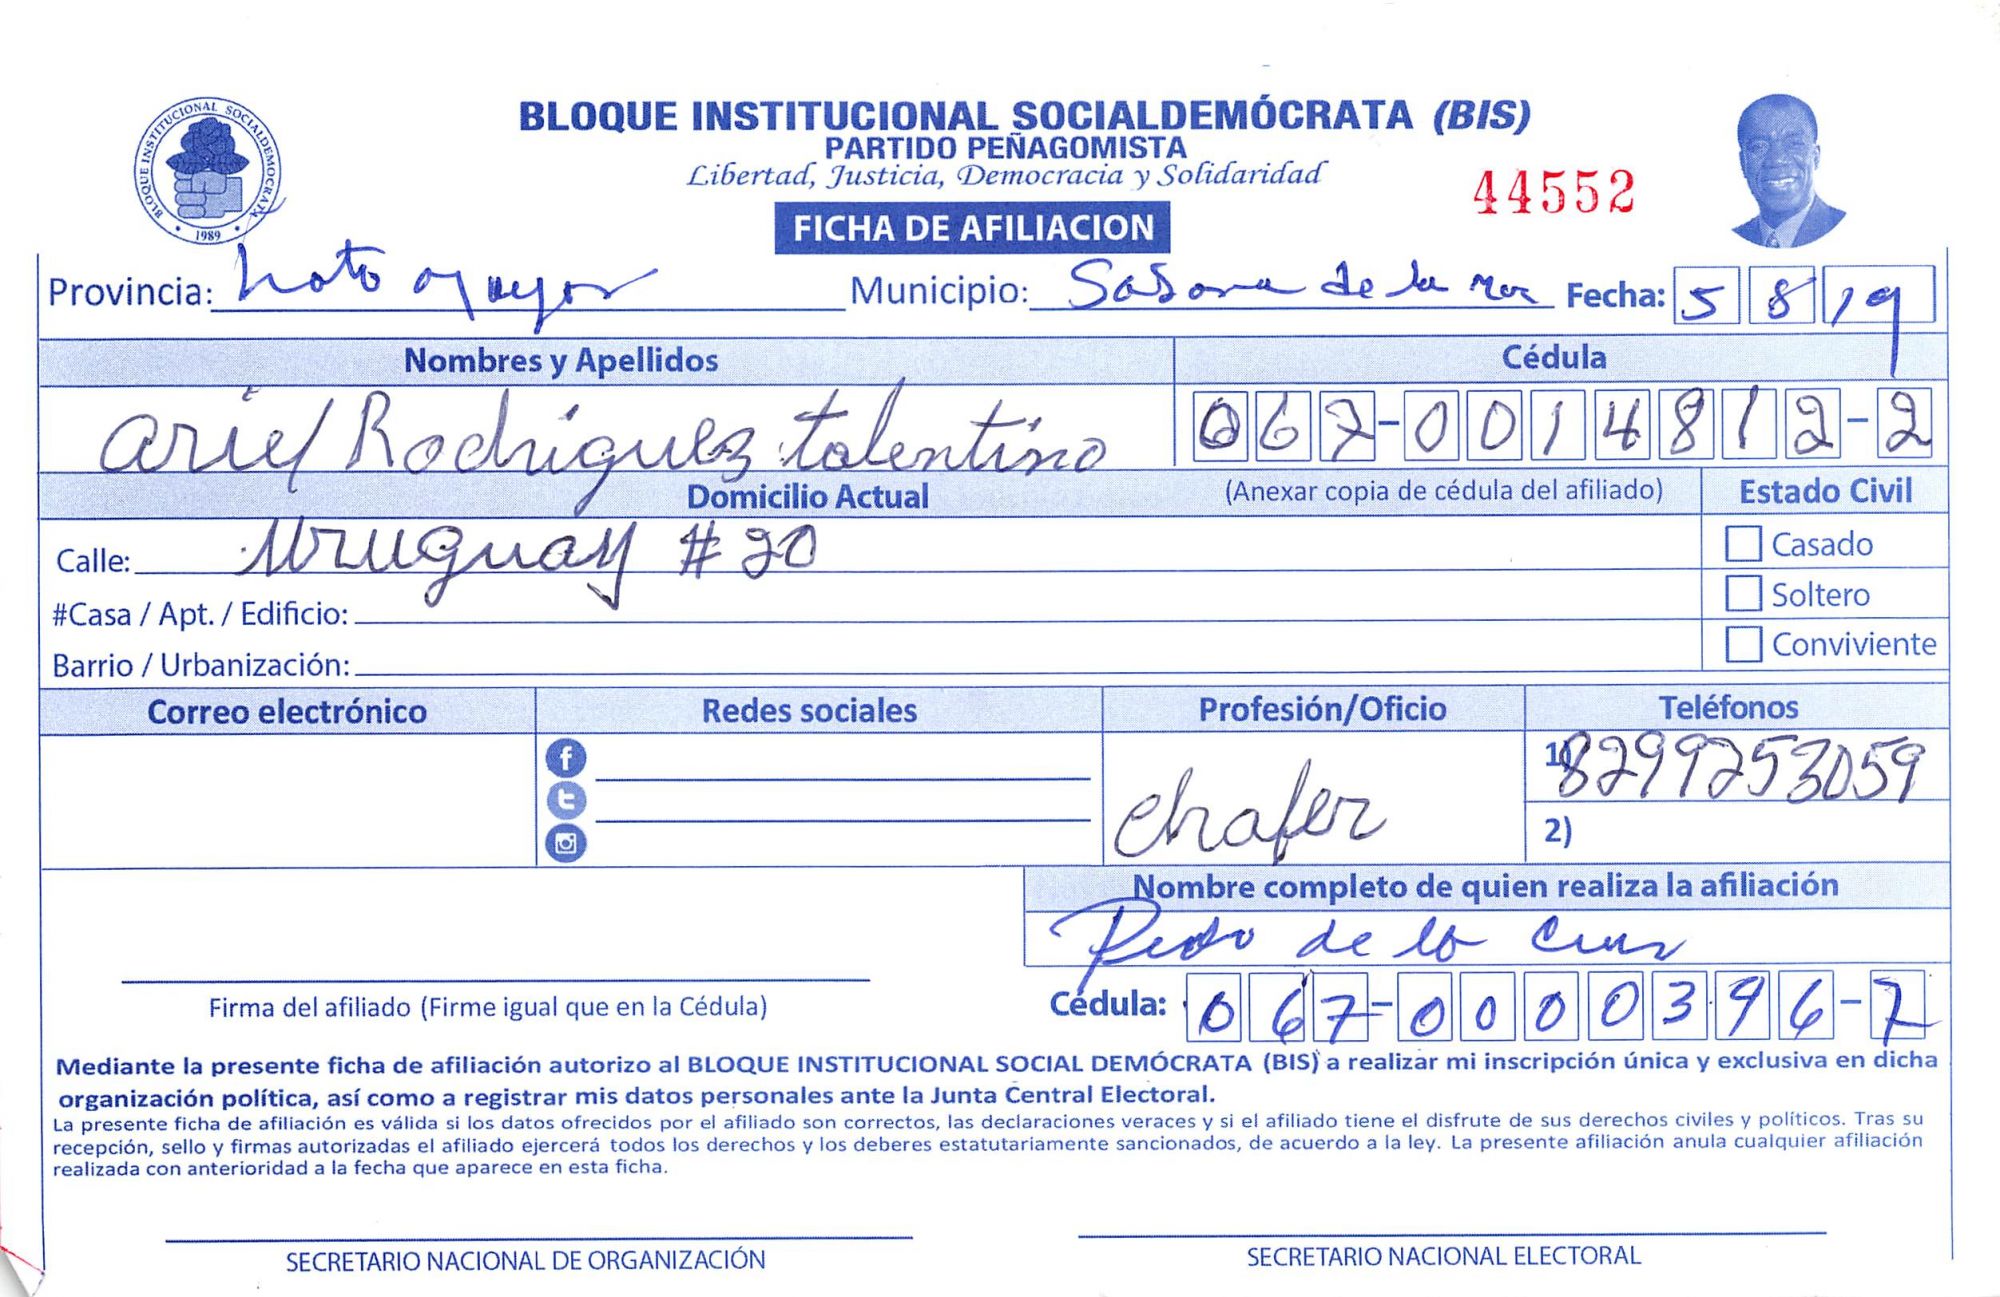 BLOQUE INSTITUCIONAL SOCIALDEMÓCRATA (BIS)
PARTIDO PEÑAGOMISTA
Libertad, Justicia, Democracia y Solidaridad
44552
BLOQUE INSTITUCIONAL SOCIALDEMOCRATA
1989
FICHA DE AFILIACION
Provincia: Hato Mayor Municipio: Sabana de la Mar Fecha: 5 8 19
Nombres y Apellidos Cédula
Ariel Rodriguez tolentino 067-0014812-2
Domicilio Actual (Anexar copia de cédula del afiliado) Estado Civil
Calle: Uruguay #20 Casado
#Casa / Apt. / Edificio: Soltero
Barrio / Urbanización: Conviviente
Correo electrónico Redes sociales Profesión/Oficio Teléfonos
1) 8299253059
chafer
2)
Nombre completo de quien realiza la afiliación
Pedro de la Cruz
Firma del afiliado (Firme igual que en la Cédula) Cédula: 067-0000396-7
Mediante la presente ficha de afiliación autorizo al BLOQUE INSTITUCIONAL SOCIAL DEMÓCRATA (BIS) a realizar mi inscripción única y exclusiva en dicha
organización política, así como a registrar mis datos personales ante la Junta Central Electoral.
La presente ficha de afiliación es válida si los datos ofrecidos por el afiliado son correctos, las declaraciones veraces y si el afiliado tiene el disfrute de sus derechos civiles y políticos. Tras su
recepción, sello y firmas autorizadas el afiliado ejercerá todos los derechos y los deberes estatutariamente sancionados, de acuerdo a la ley. La presente afiliación anula cualquier afiliación
realizada con anterioridad a la fecha que aparece en esta ficha.
SECRETARIO NACIONAL DE ORGANIZACIÓN SECRETARIO NACIONAL ELECTORAL